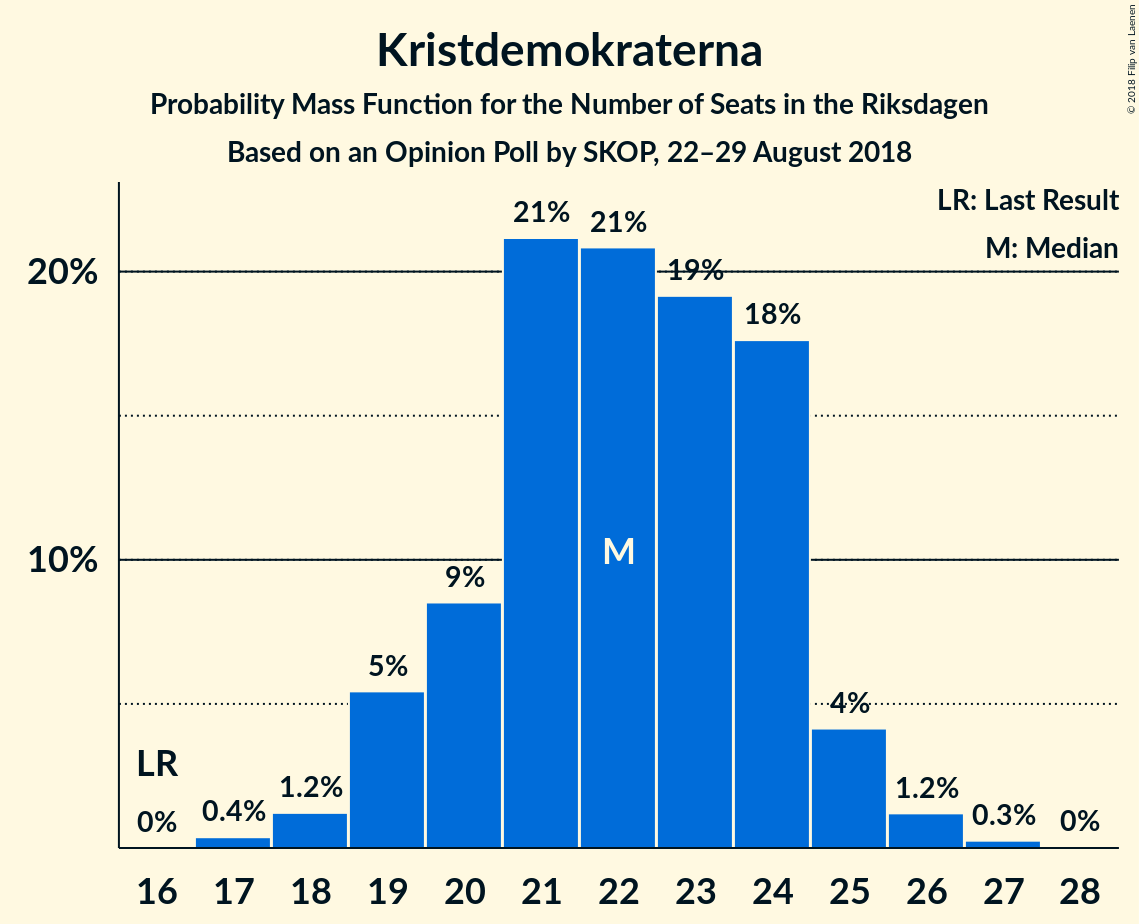 © 2018 Filip van Laenen
Kristdemokraterna
Probability Mass Function for the Number of Seats in the Riksdagen
Based on an Opinion Poll by SKOP, 22–29 August 2018
LR: Last Result
M: Median
20%
10%
LR
0%
0.4%
1.2%
5%
9%
21%
21%
19%
18%
4%
1.2%
0.3%
0%
M
16 17 18 19 20 21 22 23 24 25 26 27 28